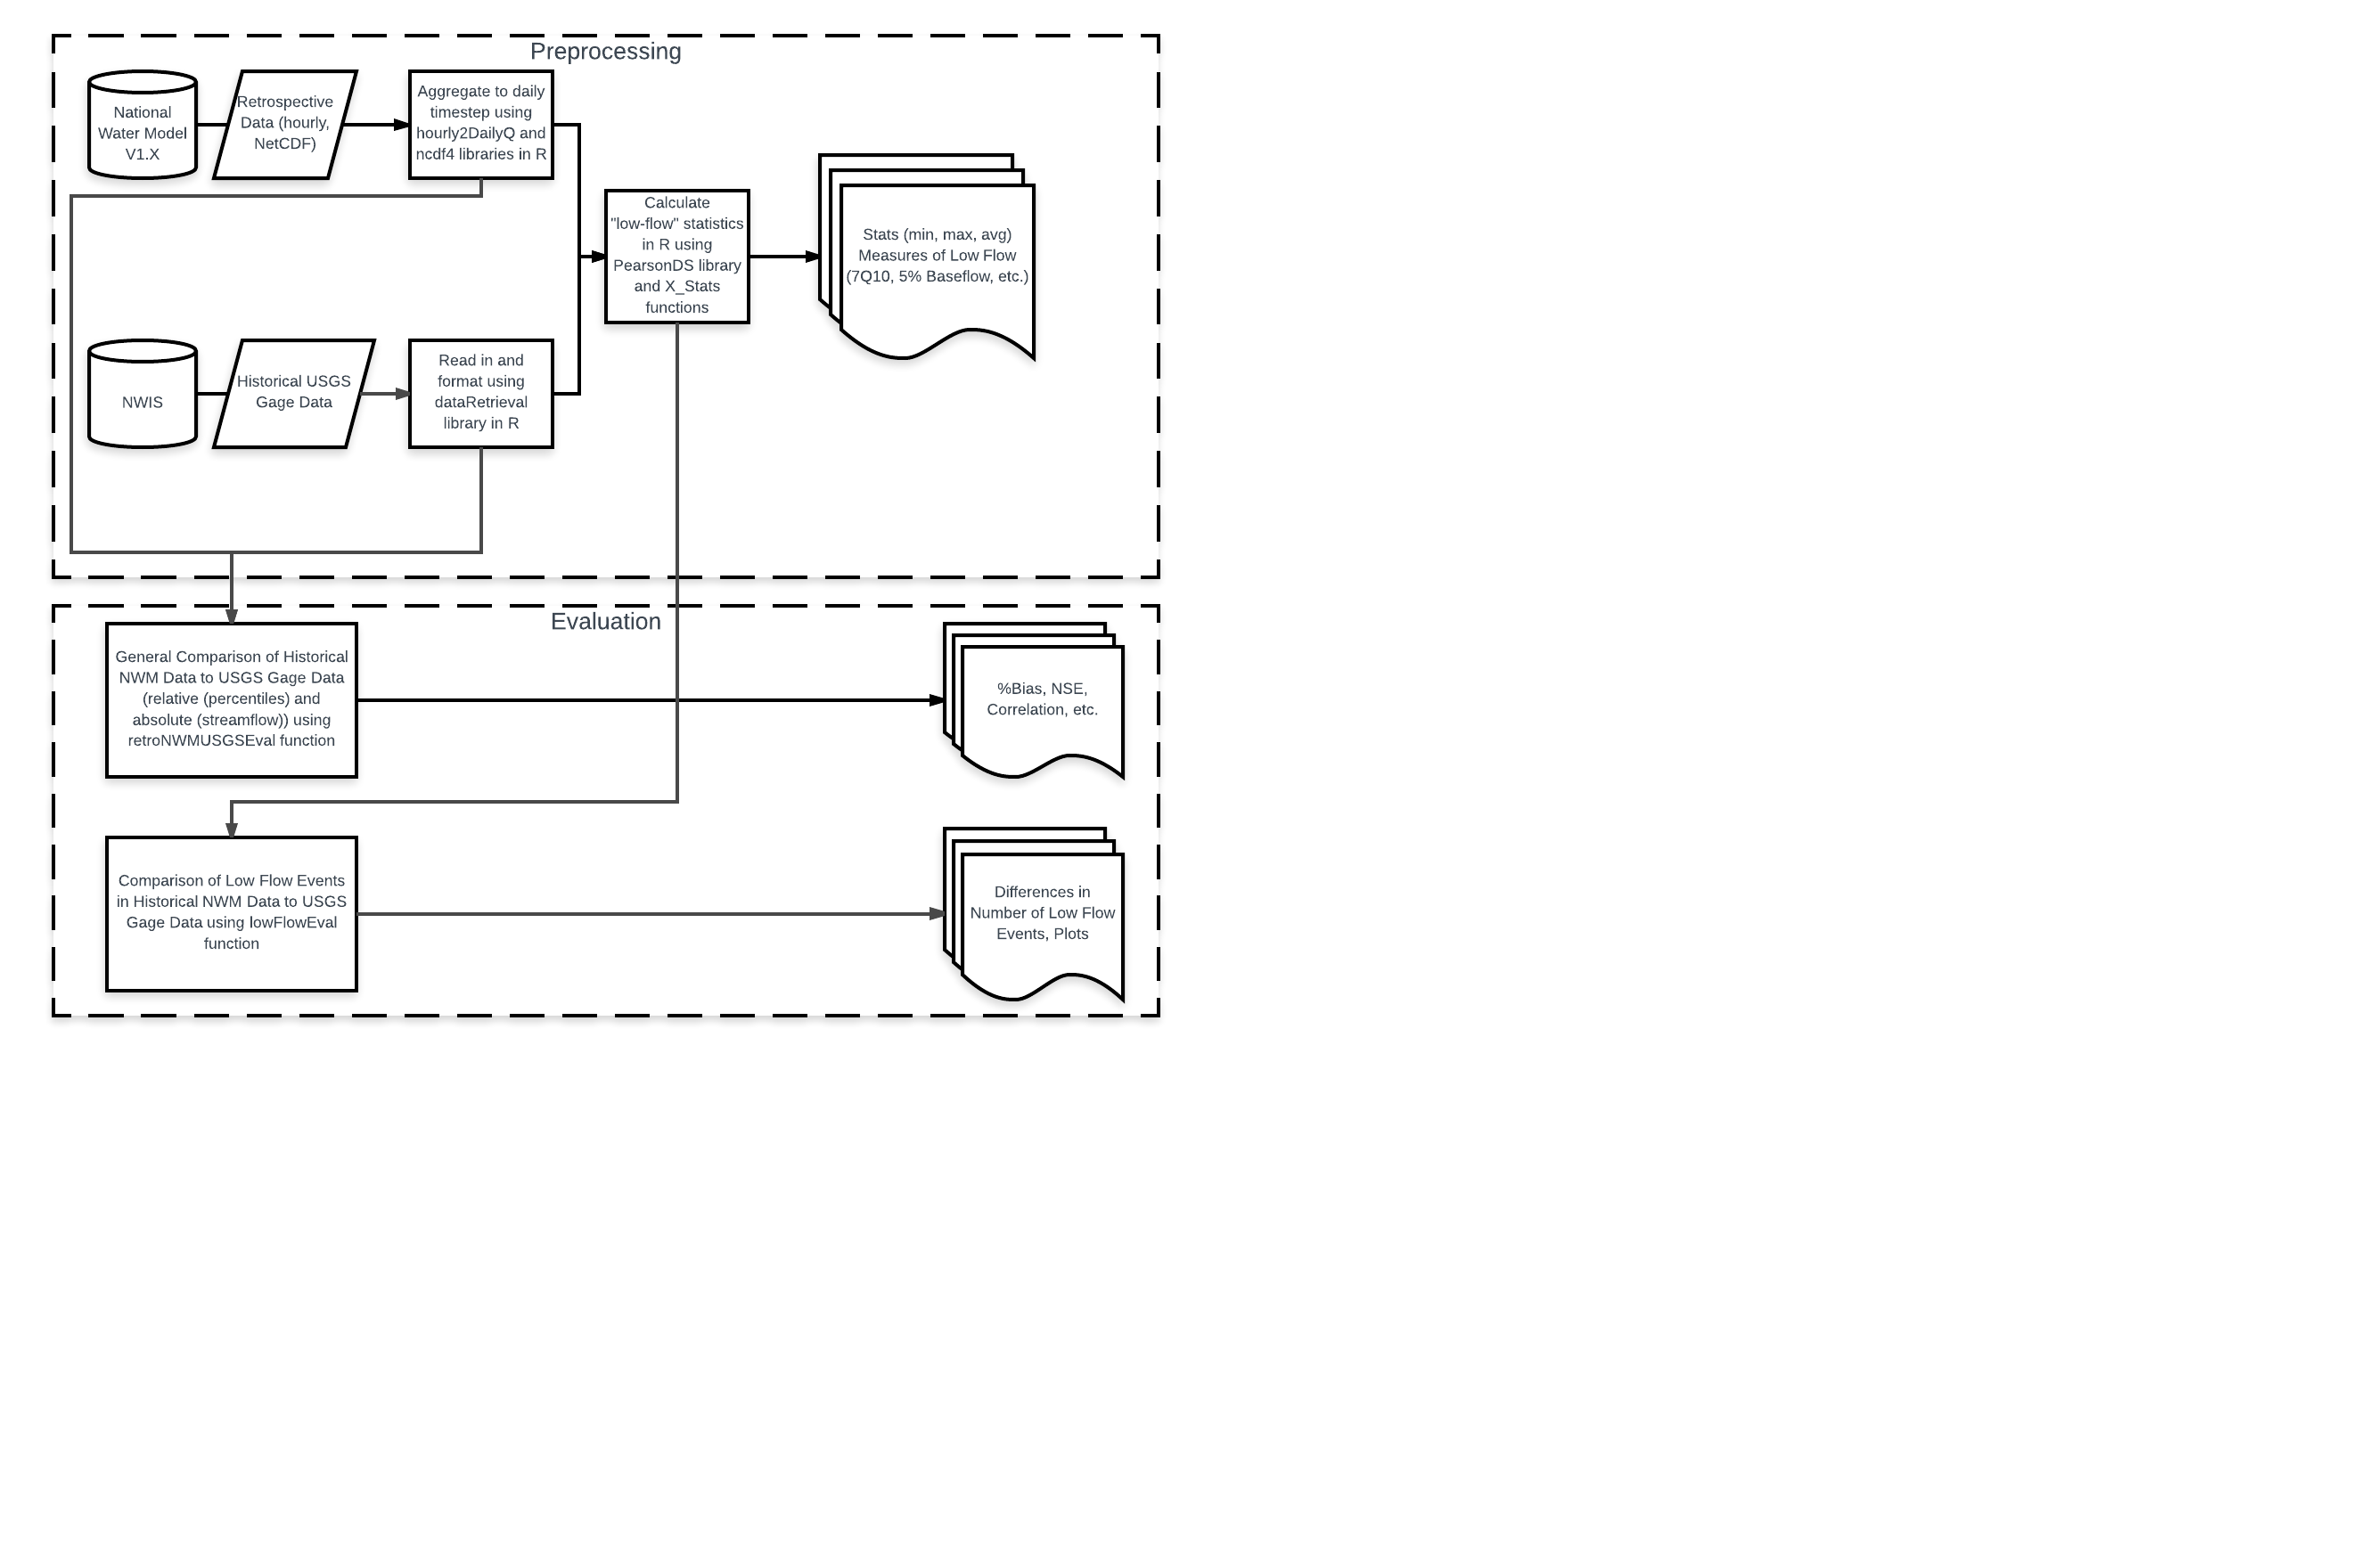 Preprocessing
National
Water Model
V1.X
Retrospective
Data (hourly,
NetCDF)
Aggregate to daily
timestep using
hourly2DailyQ and
ncdf4 libraries in R
Calculate
"low-flow" statistics
in R using
PearsonDS library
and X_Stats
functions
Stats (min, max, avg)
Measures of Low Flow
(7Q10, 5% Baseflow, etc.)
NWIS
Historical USGS
Gage Data
Read in and
format using
dataRetrieval
library in R
Evaluation
General Comparison of Historical
NWM Data to USGS Gage Data
(relative (percentiles) and
absolute (streamflow)) using
retroNWMUSGSEval function
%Bias, NSE,
Correlation, etc.
Comparison of Low Flow Events
in Historical NWM Data to USGS
Gage Data using lowFlowEval
function
Differences in
Number of Low Flow
Events, Plots